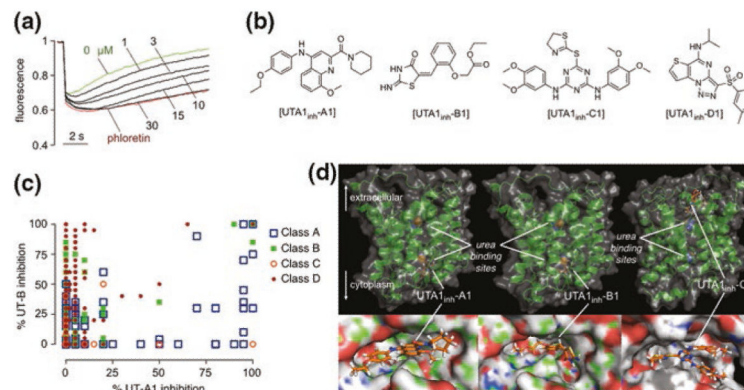 (a)
0 μM
1
3
10
15
30
phloretin
fluorescence
1.0
0.8
0.6
0.4
2 s
(b)
[UTA1inh-A1]
[UTA1inh-B1]
[UTA1inh-C1]
[UTA1inh-D1]
(c)
% UT-B inhibition
100
75
50
25
0
0
25
50
75
100
% UT-A1 inhibition
Class A
Class B
Class C
Class D
(d)
extracellular
cytoplasm
urea
binding
sites
urea
binding
sites
UTA1inh-A1
UTA1inh-B1
UTA1inh-C